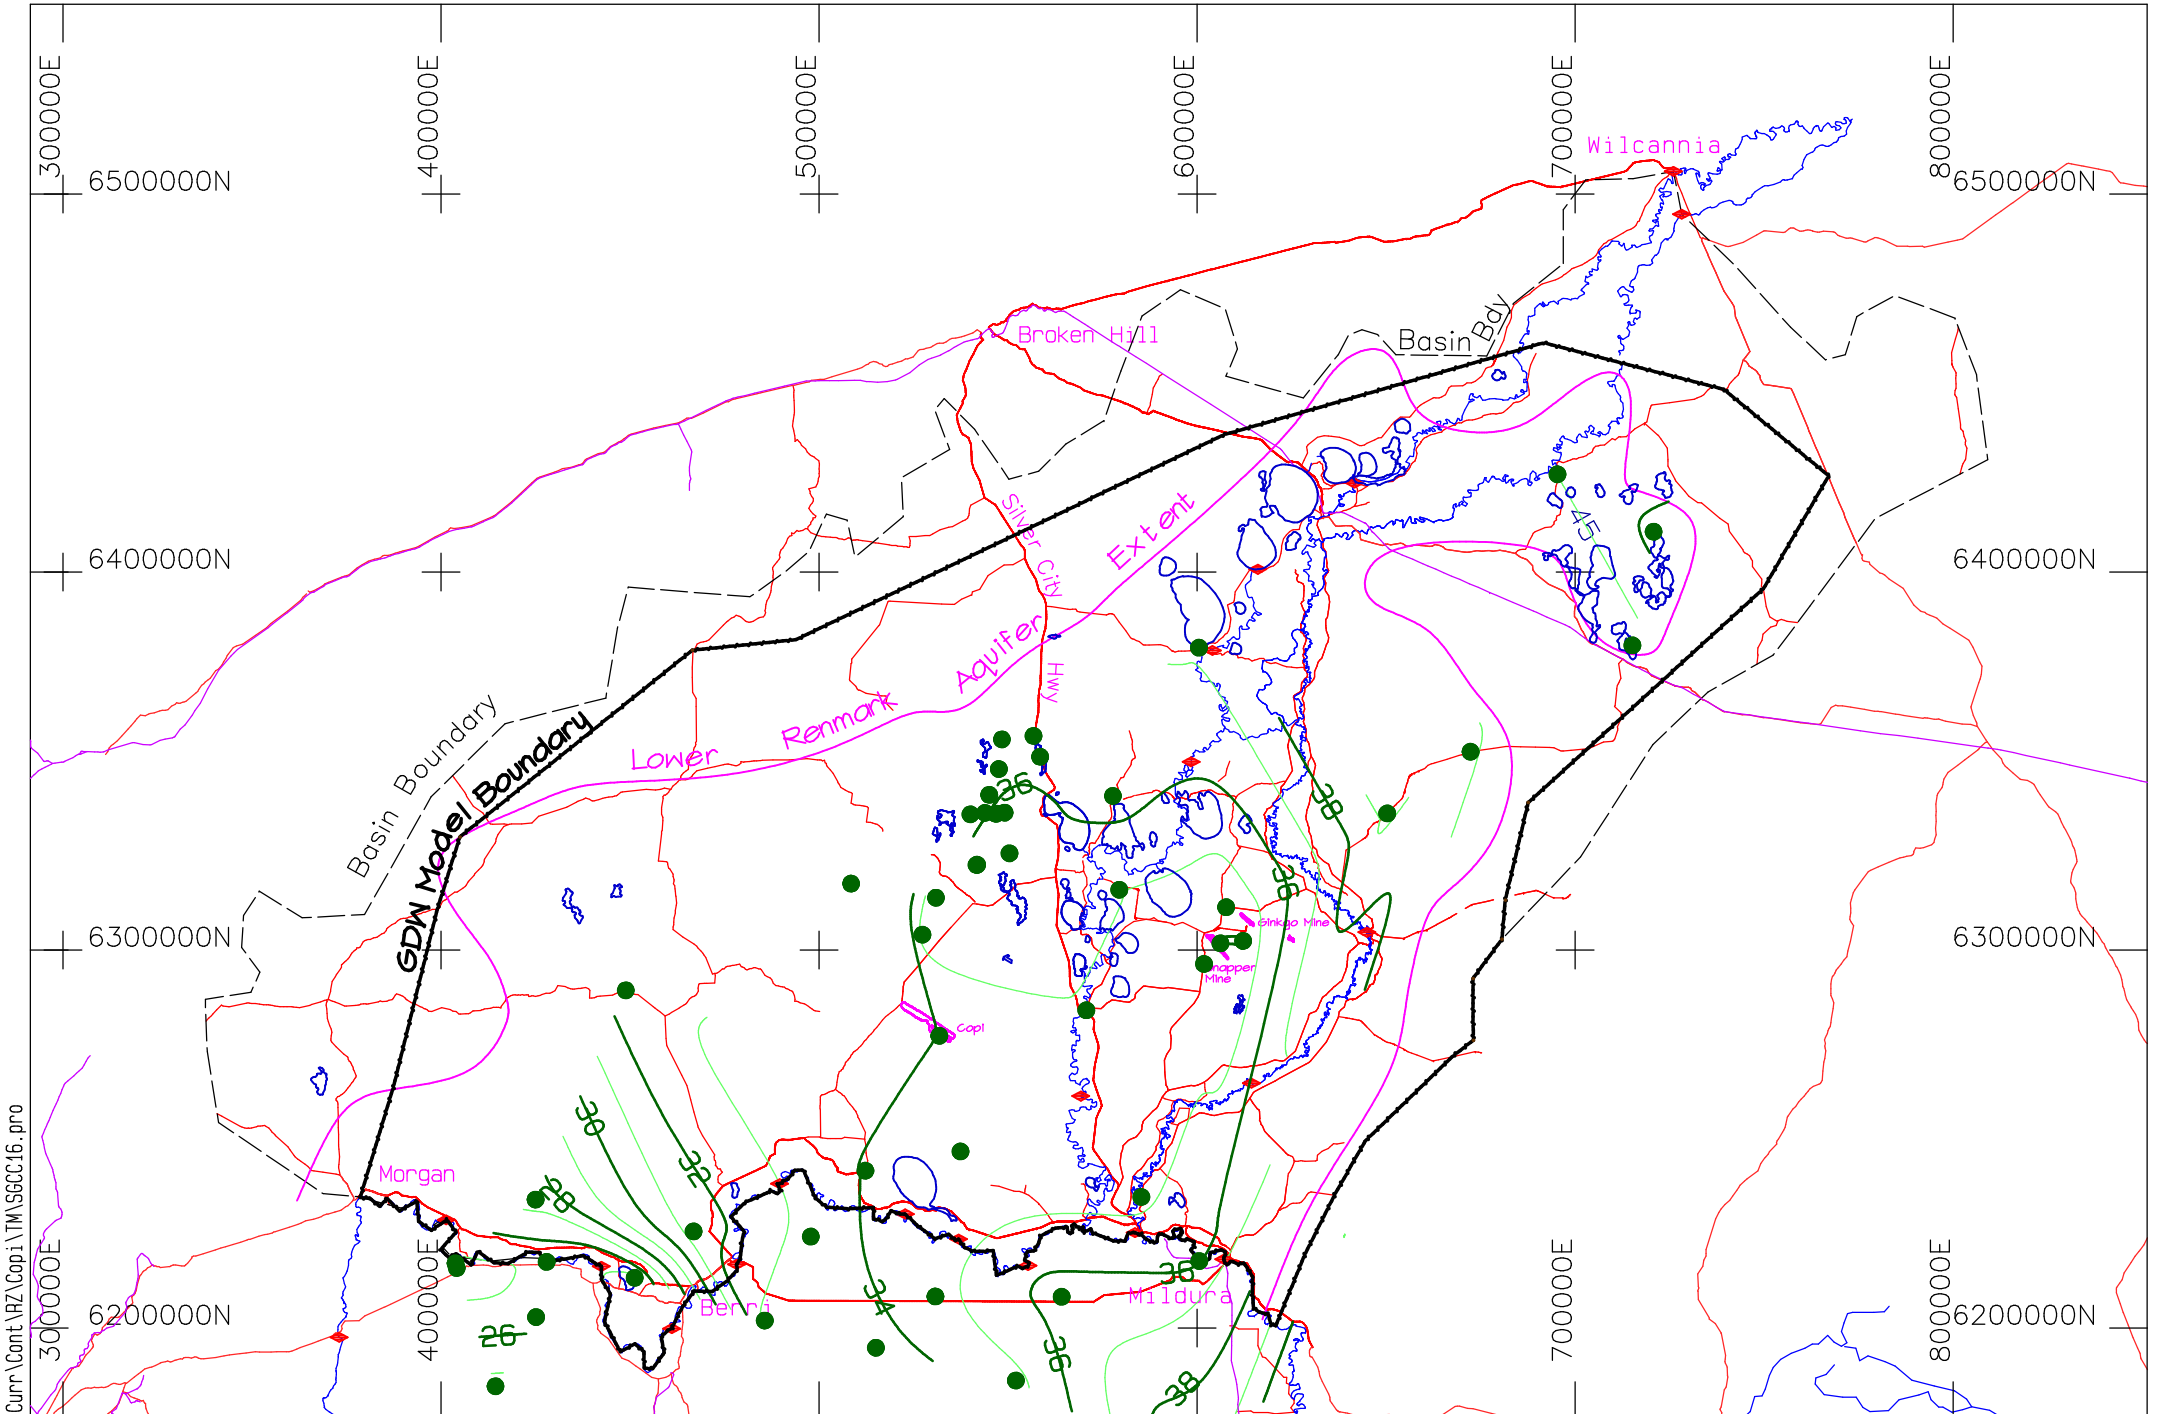 300000E
400000E
500000E
600000E
700000E
800000E
Wilcannia
6500000N
6500000N
Broken Hill
Basin Bdy
Silver City
Hwy
Extent
45
6400000N
6400000N
Aquifer
Renmark
Lower
Basin Boundary
GDW Model Boundary
36
38
36
6300000N
6300000N
Ginkgo Mine
Snapper
Mine
Copi
30
32
28
Morgan
300000E
400000E
700000E
800000E
6200000N
6200000N
Berri
26
34
36
Mildura
36
38
Curr\Cont\RZ\Copi\TM\SGCC16.pro